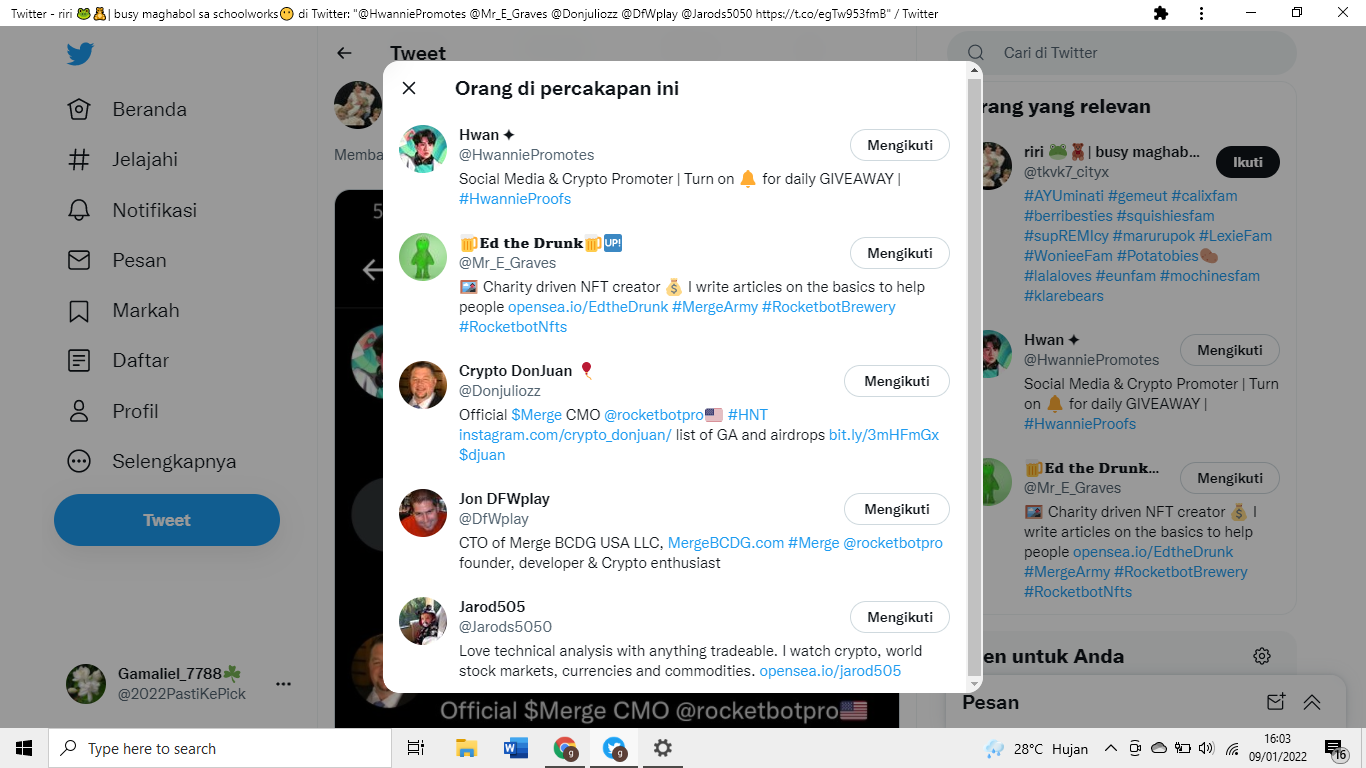 Twitter - riri 🐸🧸| busy maghabol sa schoolworks😶 di Twitter: "@HwanniePromotes @Mr_E_Graves @Donjuliozz @DfWplay @Jarods5050 https://t.co/egTw953fmB" / Twitter
Tweet
Cari di Twitter
Beranda
Jelajahi
Notifikasi
Pesan
Markah
Daftar
Profil
Selengkapnya
Tweet
Gamaliel_7788☘️
@2022PastiKePick
Memba
5
Orang di percakapan ini
Hwan ✦
@HwanniePromotes
Mengikuti
Social Media & Crypto Promoter | Turn on 🔔 for daily GIVEAWAY |
#HwannieProofs
🍺Ed the Drunk🍺🆙
@Mr_E_Graves
Mengikuti
🖼️ Charity driven NFT creator 💰 I write articles on the basics to help
people opensea.io/EdtheDrunk #MergeArmy #RocketbotBrewery
#RocketbotNfts
Crypto DonJuan 🎈
@Donjuliozz
Mengikuti
Official $Merge CMO @rocketbotpro🇺🇸 #HNT
instagram.com/crypto_donjuan/ list of GA and airdrops bit.ly/3mHFmGx
$djuan
Jon DFWplay
@DfWplay
Mengikuti
CTO of Merge BCDG USA LLC, MergeBCDG.com #Merge @rocketbotpro
founder, developer & Crypto enthusiast
Jarod505
@Jarods5050
Mengikuti
Love technical analysis with anything tradeable. I watch crypto, world
stock markets, currencies and commodities. opensea.io/jarod505
Official $Merge CMO @rocketbotpro🇺🇸
rang yang relevan
riri 🐸🧸| busy maghab...
@tkvk7_cityx
Ikuti
#AYUminati #gemeut #calixfam
#berribesties #squishiesfam
#supREMIcy #marurupok #LexieFam
#WonieeFam #Potatobies🥔
#lalaloves #eunfam #mochinesfam
#klarebears
Hwan ✦
@HwanniePromotes
Mengikuti
Social Media & Crypto Promoter | Turn
on 🔔 for daily GIVEAWAY |
#HwannieProofs
🍺Ed the Drunk...
@Mr_E_Graves
Mengikuti
🖼️ Charity driven NFT creator 💰 I
write articles on the basics to help
people opensea.io/EdtheDrunk
#MergeArmy #RocketbotBrewery
#RocketbotNfts
en untuk Anda
Pesan
Type here to search
28°C Hujan
16:03
09/01/2022
16